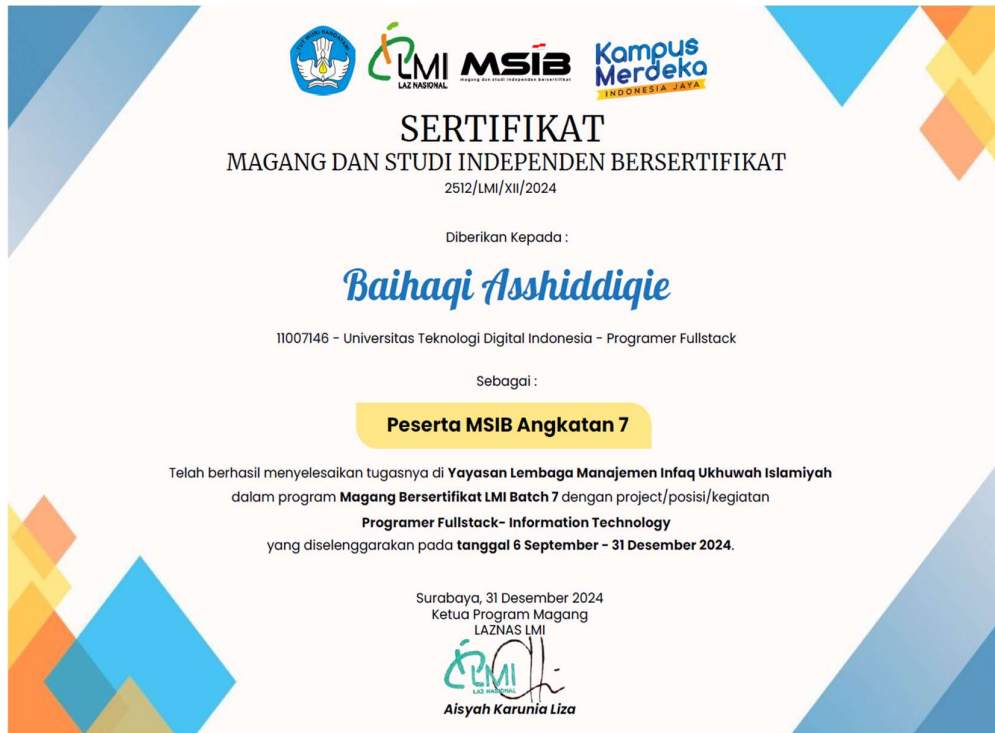 TUT WURI HANDAYANI
LMI
LAZ NASIONAL
MSIB
magang dan studi independen bersertifikat
Kampus
Merdeka
INDONESIA JAYA
SERTIFIKAT
MAGANG DAN STUDI INDEPENDEN BERSERTIFIKAT
2512/LMI/XII/2024
Diberikan Kepada :
Baihaqi Asshiddiqie
11007146 - Universitas Teknologi Digital Indonesia - Programer Fullstack
Sebagai :
Peserta MSIB Angkatan 7
Telah berhasil menyelesaikan tugasnya di Yayasan Lembaga Manajemen Infaq Ukhuwah Islamiyah
dalam program Magang Bersertifikat LMI Batch 7 dengan project/posisi/kegiatan
Programer Fullstack- Information Technology
yang diselenggarakan pada tanggal 6 September - 31 Desember 2024.
Surabaya, 31 Desember 2024
Ketua Program Magang
LAZNAS LMI
LMI
LAZ NASIONAL
Aisyah Karunia Liza